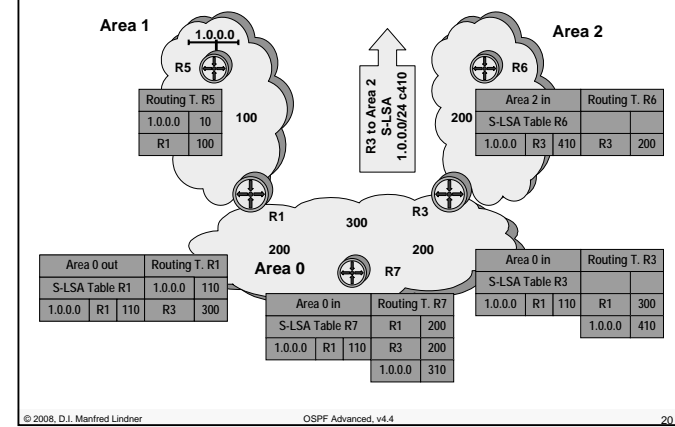 Area 1
1.0.0.0
R5
Routing T. R5
1.0.0.0 10
R1 100
100
R3 to Area 2
S-LSA
1.0.0.0/24 c410
Area 2
R6
200
Area 2 in Routing T. R6
S-LSA Table R6
1.0.0.0 R3 410 R3 200
R1
300
R3
200
200
Area 0
R7
Area 0 out Routing T. R1
S-LSA Table R1 1.0.0.0 110
1.0.0.0 R1 110 R3 300
Area 0 in Routing T. R7
S-LSA Table R7 R1 200
1.0.0.0 R1 110 R3 200
1.0.0.0 310
Area 0 in Routing T. R3
S-LSA Table R3
1.0.0.0 R1 110 R1 300
1.0.0.0 410
© 2008, D.I. Manfred Lindner
OSPF Advanced, v4.4
20